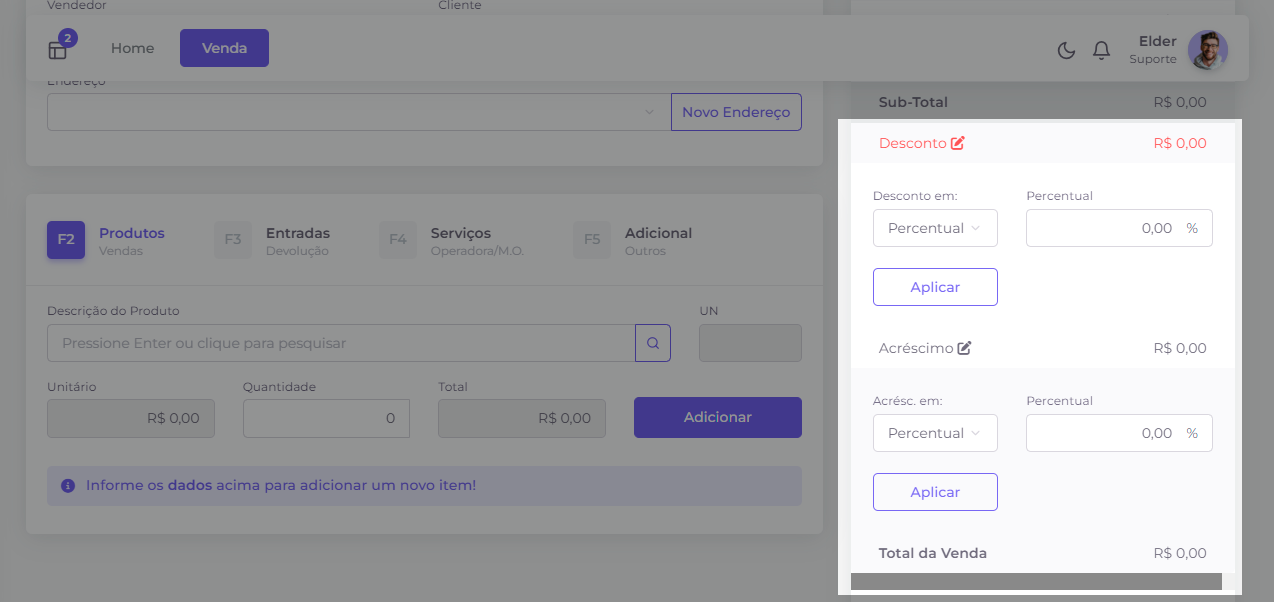 Vendedor
Cliente
2
Home
Venda
Elder
Suporte
Endereço
Novo Endereço
Sub-Total
R$ 0,00
Desconto
R$ 0,00
Desconto em:
Percentual
Percentual
0,00 %
Aplicar
Acréscimo
R$ 0,00
Acrésc. em:
Percentual
Percentual
0,00 %
Aplicar
Total da Venda
R$ 0,00
F2
Produtos
Vendas
F3
Entradas
Devolução
F4
Serviços
Operadora/M.O.
F5
Adicional
Outros
Descrição do Produto
UN
Pressione Enter ou clique para pesquisar
Unitário
Quantidade
Total
R$ 0,00
0
R$ 0,00
Adicionar
Informe os dados acima para adicionar um novo item!